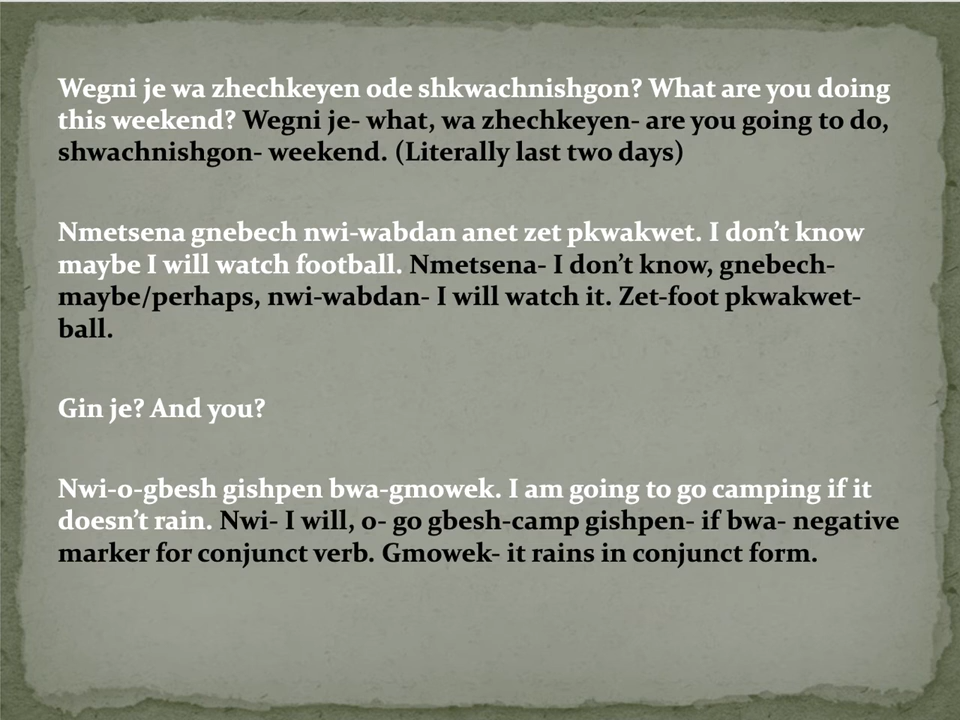 Wegni je wa zhechkeyen ode shkwachnishgon? What are you doing
this weekend? Wegni je- what, wa zhechkeyen- are you going to do,
shwachnishgon- weekend. (Literally last two days)
Nmetsena gnebech nwi-wabdan anet zet pkwakwet. I don’t know
maybe I will watch football. Nmetsena- I don’t know, gnebech-
maybe/perhaps, nwi-wabdan- I will watch it. Zet-foot pkwakwet-
ball.
Gin je? And you?
Nwi-o-gbesh gishpen bwa-gmowek. I am going to go camping if it
doesn’t rain. Nwi- I will, o- go gbesh-camp gishpen- if bwa- negative
marker for conjunct verb. Gmowek- it rains in conjunct form.